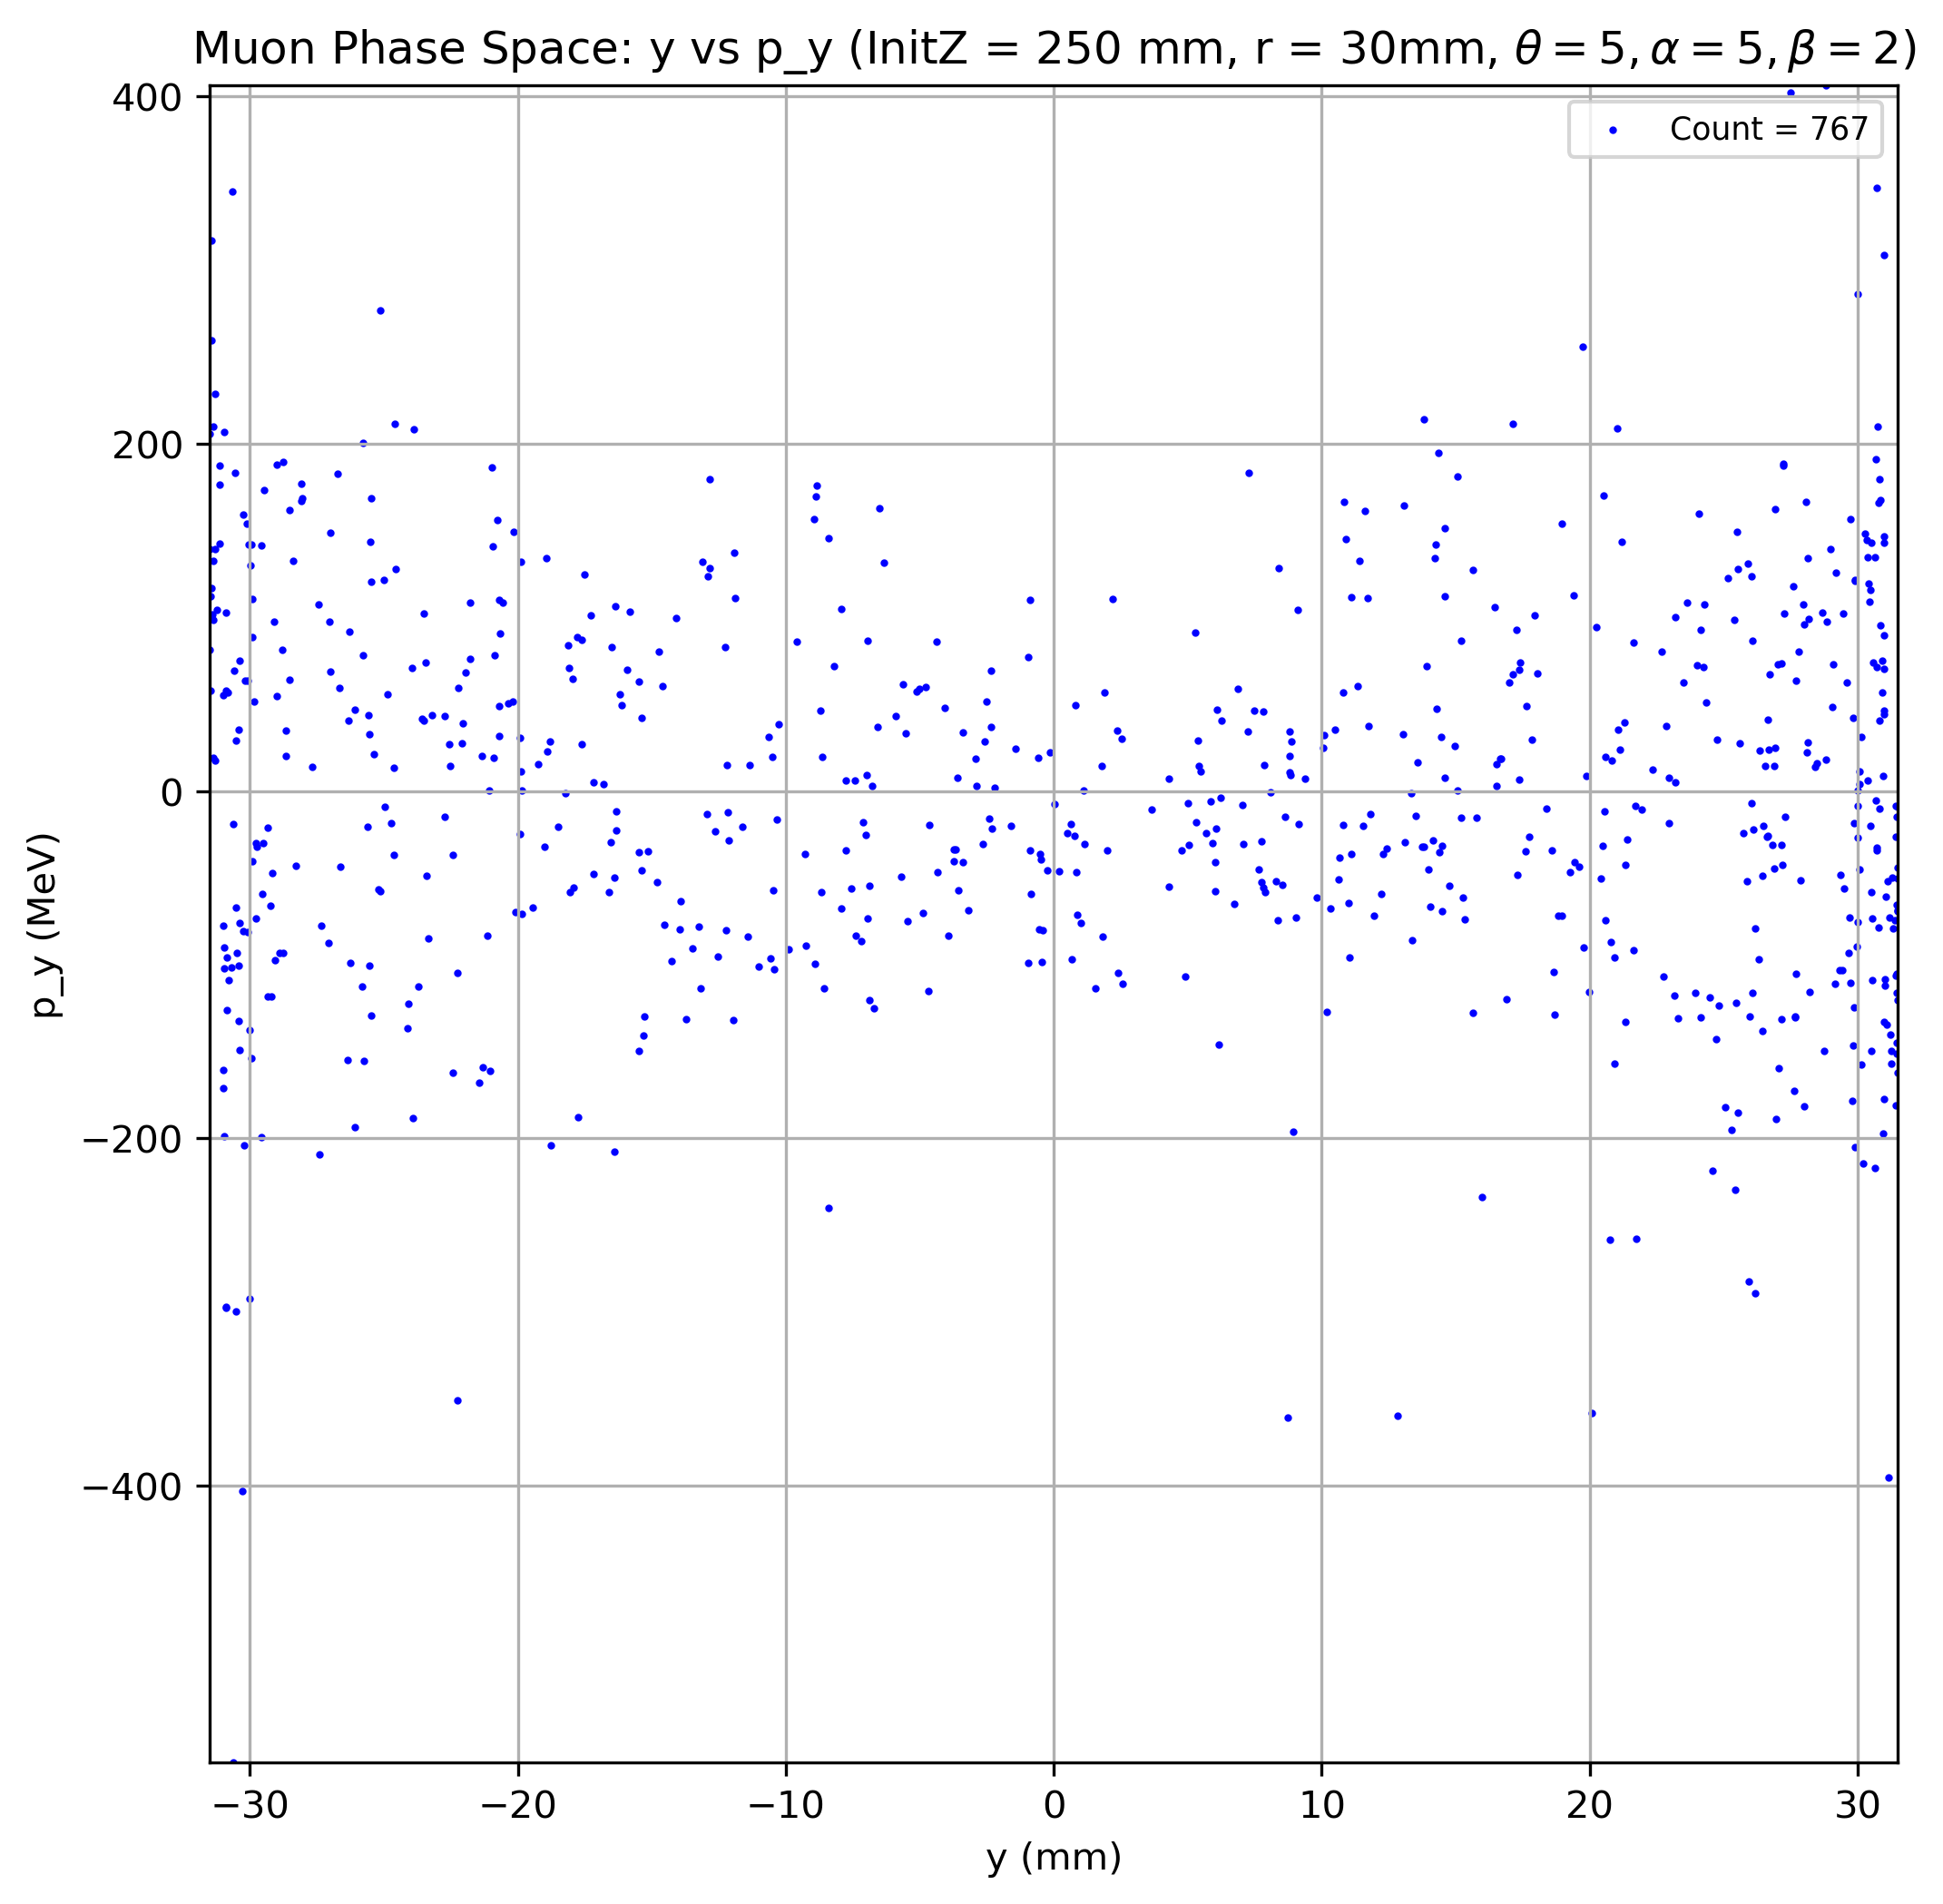 Muon Phase Space: y vs p_y (InitZ = 250 mm, r = 30mm, θ = 5, α = 5, β = 2)
Count = 767
400
200
0
−200
−400
p_y (MeV)
−30 −20 −10 0 10 20 30
y (mm)